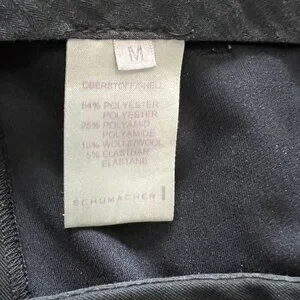 M
OBERSTOFF/SHELL
54% POLYESTER
POLYESTER
25% POLYAMID
POLYAMIDE
16% WOLLE/WOOL
5% ELASTHAN
ELASTANE
SCHUMACHER